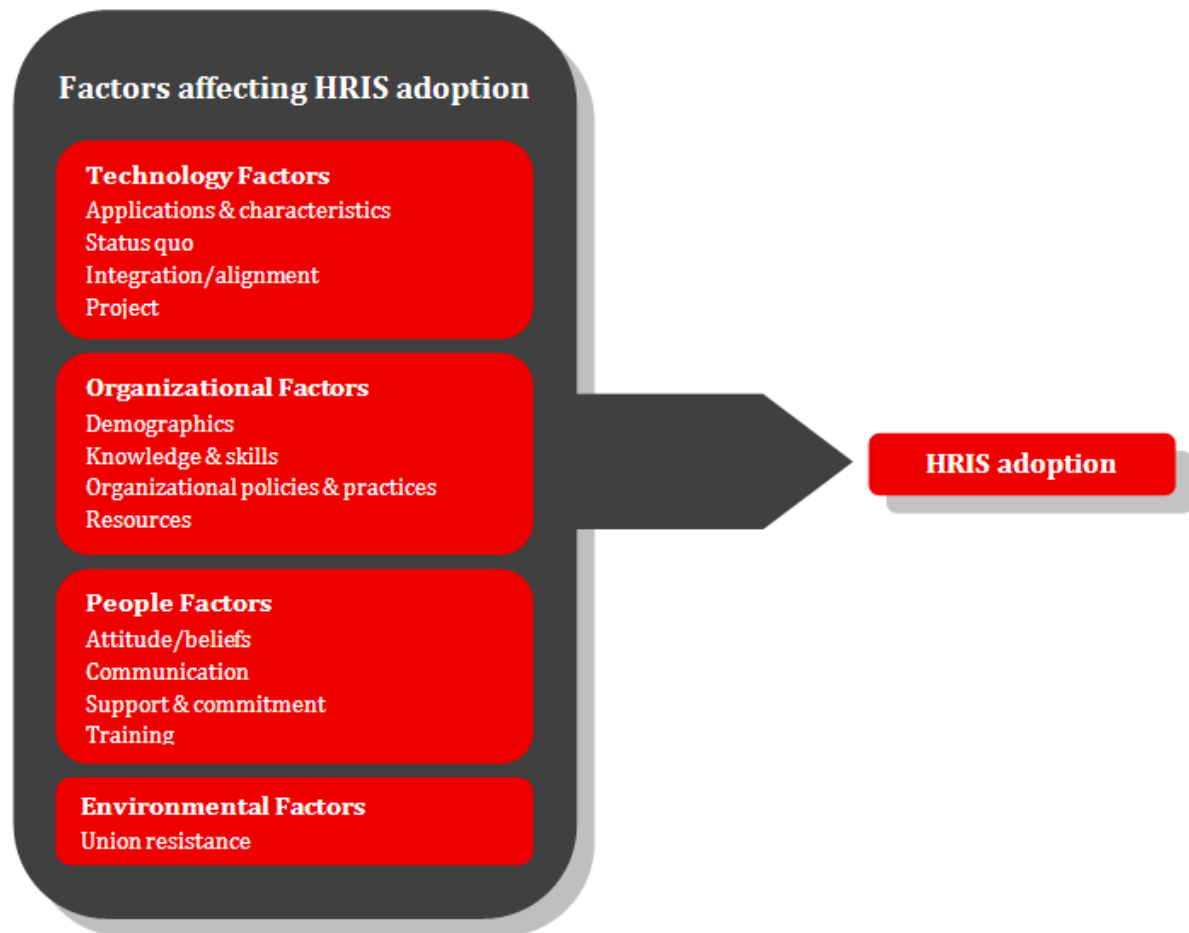 Factors affecting HRIS adoption
Technology Factors
Applications & characteristics
Status quo
Integration/alignment
Project
Organizational Factors
Demographics
Knowledge & skills
Organizational policies & practices
Resources
People Factors
Attitude/beliefs
Communication
Support & commitment
Training
Environmental Factors
Union resistance
HRIS adoption